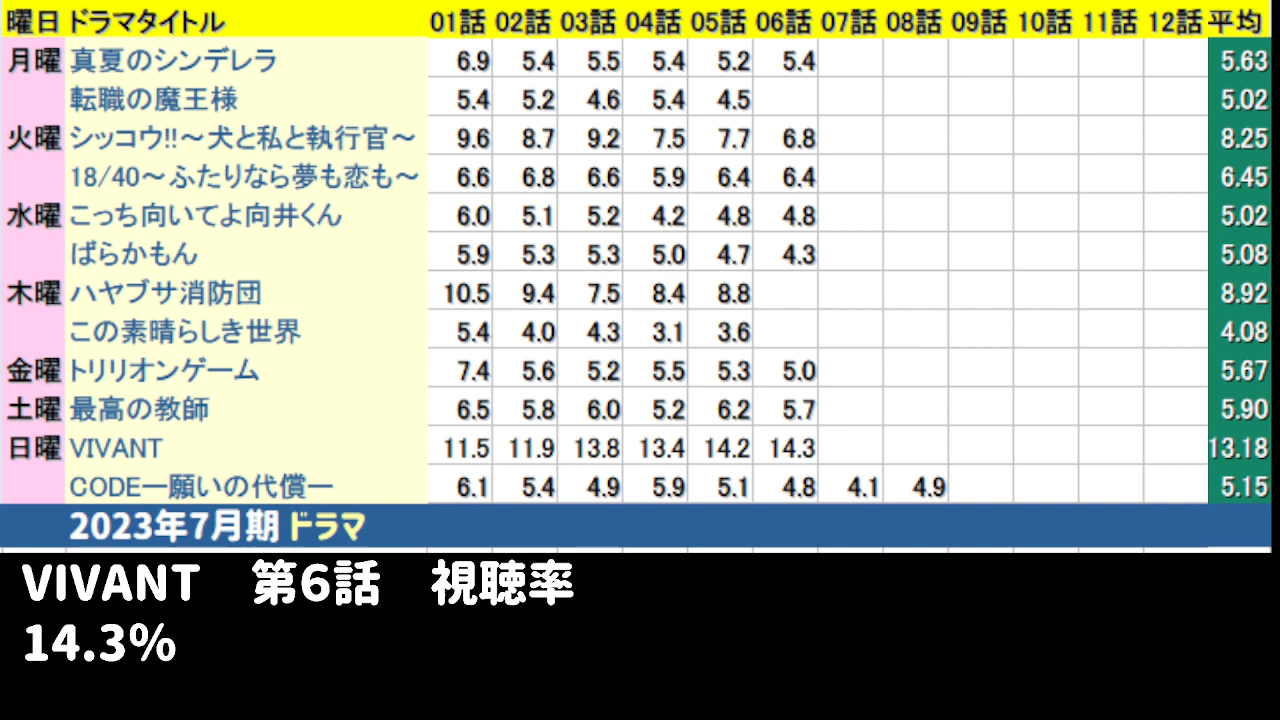 曜日 ドラマタイトル 01話 02話 03話 04話 05話 06話 07話 08話 09話 10話 11話 12話 平均
月曜 真夏のシンデレラ 6.9 5.4 5.5 5.4 5.2 5.4 5.63
転職の魔王様 5.4 5.2 4.6 5.4 4.5 5.02
火曜 シッコウ!!～犬と私と執行官～ 9.6 8.7 9.2 7.5 7.7 6.8 8.25
18/40～ふたりなら夢も恋も～ 6.6 6.8 6.6 5.9 6.4 6.4 6.45
水曜 こっち向いてよ向井くん 6.0 5.1 5.2 4.2 4.8 4.8 5.02
ばらかもん 5.9 5.3 5.3 5.0 4.7 4.3 5.08
木曜 ハヤブサ消防団 10.5 9.4 7.5 8.4 8.8 8.92
この素晴らしき世界 5.4 4.0 4.3 3.1 3.6 4.08
金曜 トリリオンゲーム 7.4 5.6 5.2 5.5 5.3 5.0 5.67
土曜 最高の教師 6.5 5.8 6.0 5.2 6.2 5.7 5.90
日曜 VIVANT 11.5 11.9 13.8 13.4 14.2 14.3 13.18
CODEー願いの代償ー 6.1 5.4 4.9 5.9 5.1 4.8 4.1 4.9 5.15
2023年7月期 ドラマ
VIVANT　第6話　視聴率
14.3%